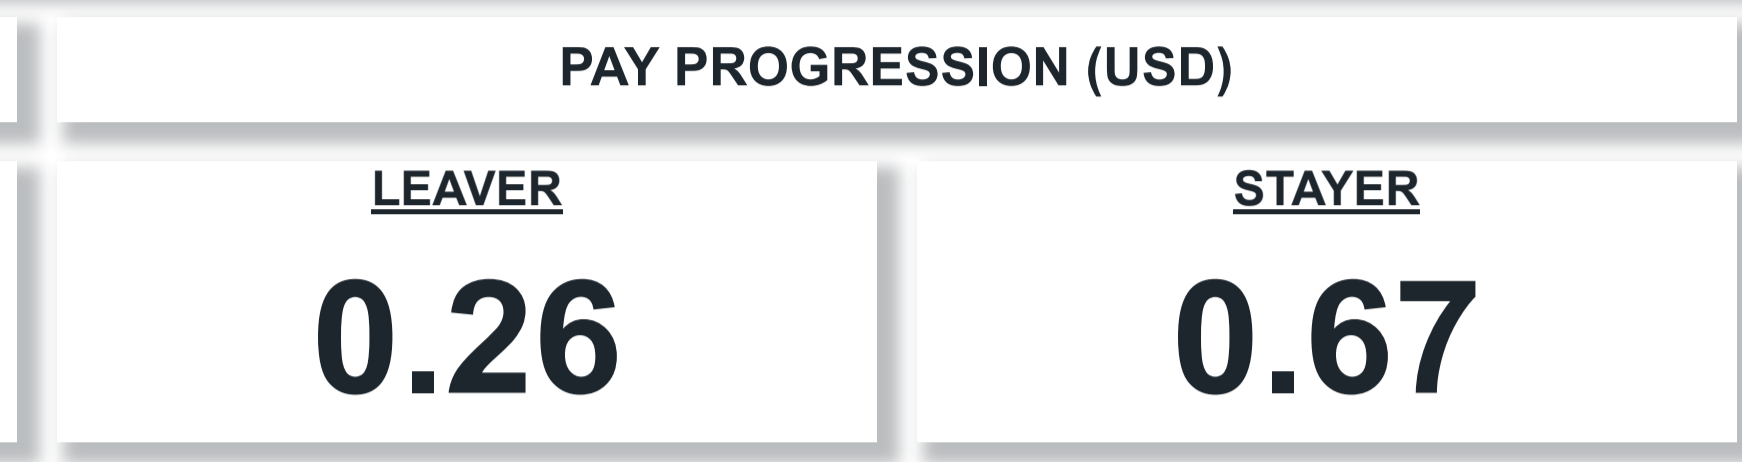 PAY PROGRESSION (USD)
LEAVER
0.26
STAYER
0.67